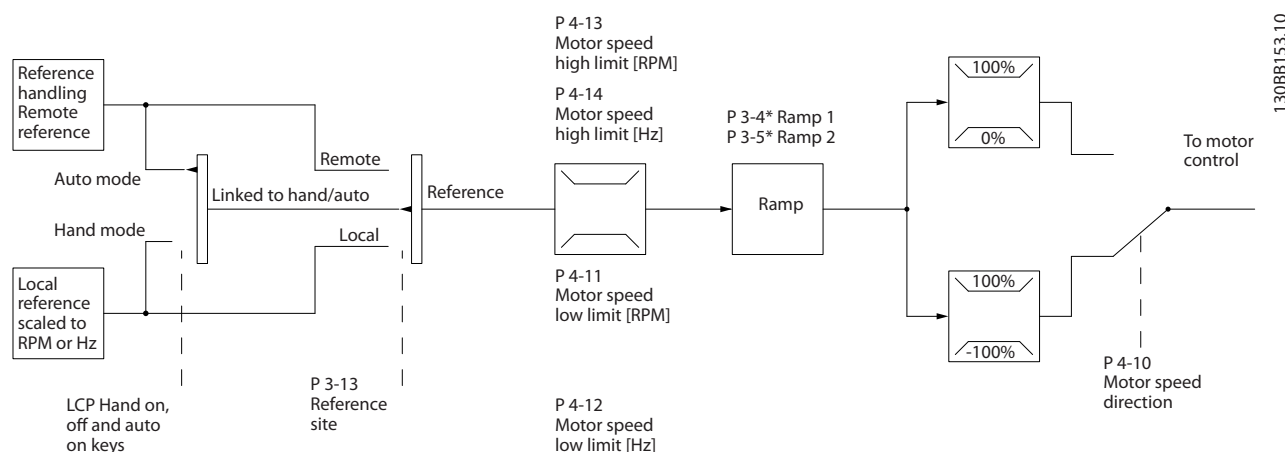 Reference
handling
Remote
reference
Auto mode
Hand mode
Local
reference
scaled to
RPM or Hz
LCP Hand on,
off and auto
on keys
Linked to hand/auto
Remote
Local
P 3-13
Reference
site
Reference
P 4-13
Motor speed
high limit [RPM]
P 4-14
Motor speed
high limit [Hz]
P 4-11
Motor speed
low limit [RPM]
P 4-12
Motor speed
low limit [Hz]
P 3-4* Ramp 1
P 3-5* Ramp 2
Ramp
100%
0%
100%
-100%
To motor
control
P 4-10
Motor speed
direction
130BB153.10